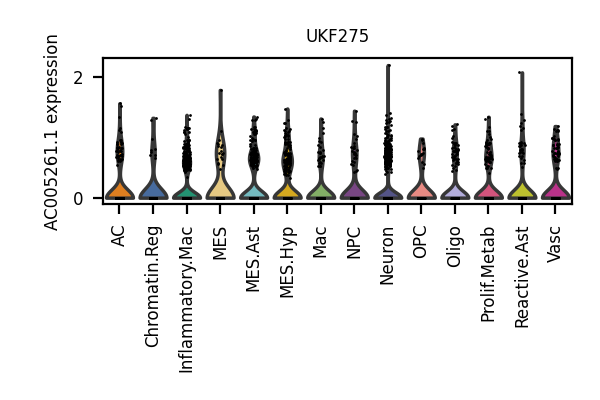 UKF275
AC005261.1 expression
2
0
AC
Chromatin.Reg
Inflammatory.Mac
MES
MES.Ast
MES.Hyp
Mac
NPC
Neuron
OPC
Oligo
Prolif.Metab
Reactive.Ast
Vasc